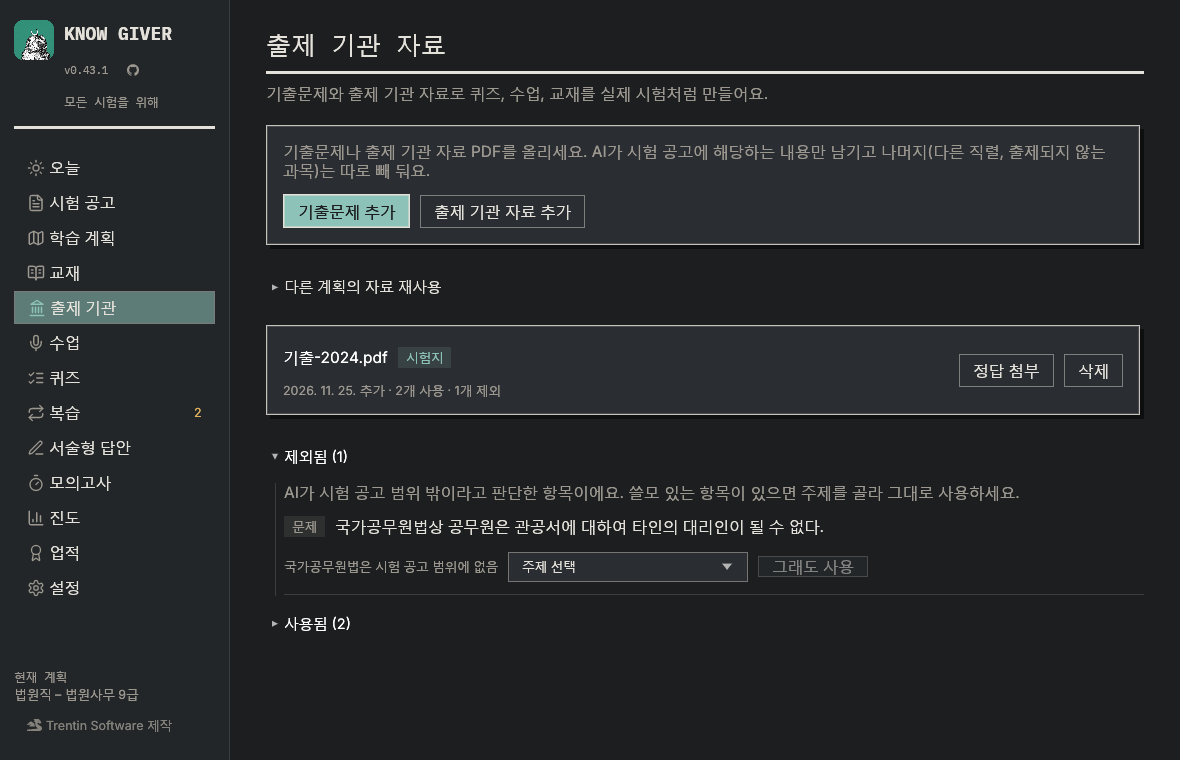 KNOW GIVER
v0.43.1
모든 시험을 위해
오늘
시험 공고
학습 계획
교재
출제 기관
수업
퀴즈
복습 2
서술형 답안
모의고사
진도
업적
설정
현재 계획
법원직 – 법원사무 9급
Trentin Software 제작
출제 기관 자료
기출문제와 출제 기관 자료로 퀴즈, 수업, 교재를 실제 시험처럼 만들어요.
기출문제나 출제 기관 자료 PDF를 올리세요. AI가 시험 공고에 해당하는 내용만 남기고 나머지(다른 직렬, 출제되지 않는
과목)는 따로 빼 둬요.
기출문제 추가 출제 기관 자료 추가
다른 계획의 자료 재사용
기출-2024.pdf 시험지
2026. 11. 25. 추가 · 2개 사용 · 1개 제외
정답 첨부 삭제
제외됨 (1)
AI가 시험 공고 범위 밖이라고 판단한 항목이에요. 쓸모 있는 항목이 있으면 주제를 골라 그대로 사용하세요.
문제 국가공무원법상 공무원은 관공서에 대하여 타인의 대리인이 될 수 없다.
국가공무원법은 시험 공고 범위에 없음 주제 선택 그래도 사용
사용됨 (2)